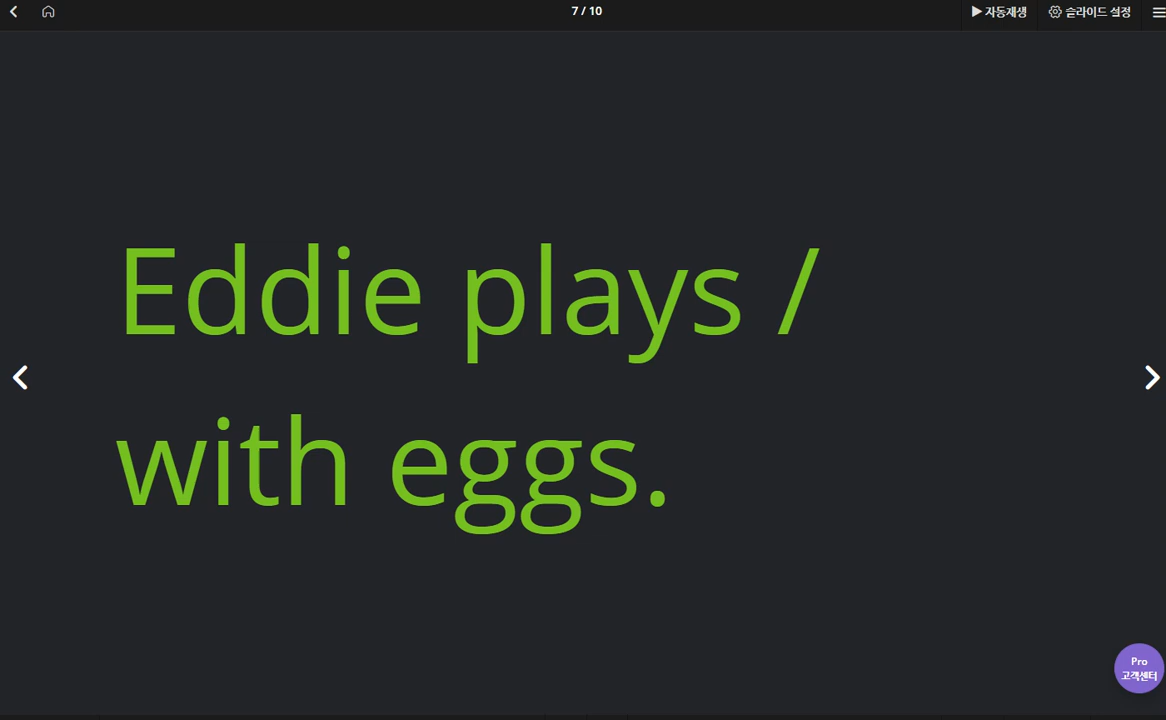 7 / 10
▶ 자동재생
슬라이드 설정
Eddie plays /
with eggs.
Pro
고객센터